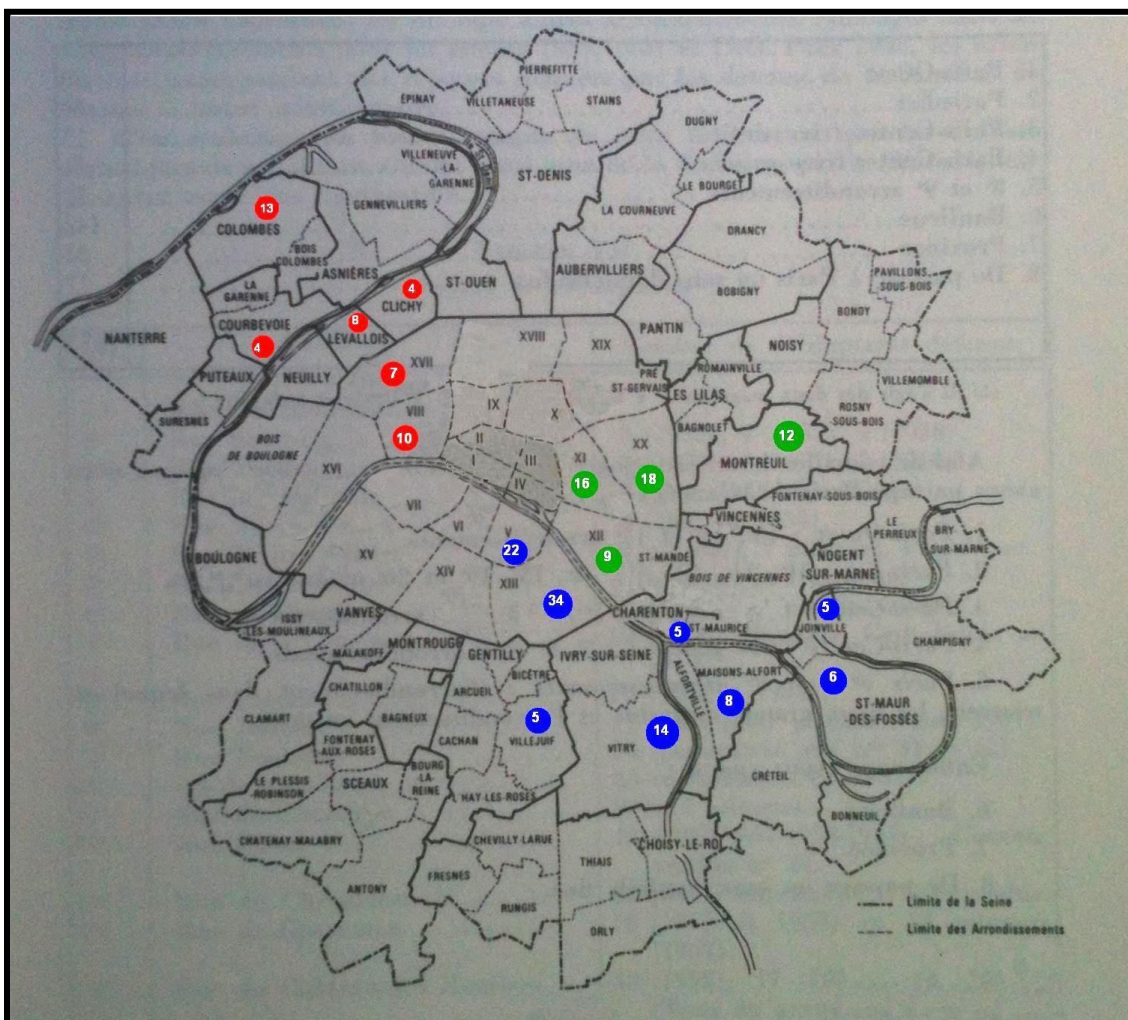 PIERREFITTE
ÉPINAY
VILLETANEUSE
STAINS
DUGNY
VILLENEUVE
LA
GARENNE
ST-DENIS
LE BOURGET
GENNEVILLIERS
13
COLOMBES
LA COURNEUVE
DRANCY
BOIS
COLOMBES
ASNIÈRES
AUBERVILLIERS
PAVILLONS
SOUS-BOIS
LA
GARENNE
4
CLICHY
ST-OUEN
BOBIGNY
BONDY
NANTERRE
COURBEVOIE
4
8
LEVALLOIS
XVIII
XIX
PANTIN
NOISY
PUTEAUX
NEUILLY
7
XVII
PRÉ
ST-GERVAIS
ROMAINVILLE
LES LILAS
VILLEMOMBLE
SURESNES
VIII
IX
X
BAGNOLET
ROSNY
SOUS-BOIS
BOIS
DE BOULOGNE
10
II
I
III
IV
XI
XX
12
MONTREUIL
XVI
16
18
FONTENAY-SOUS-BOIS
VII
VI
V
22
VINCENNES
LE
PERREUX
BRY-
SUR-MARNE
BOULOGNE
XV
XIV
XIII
XII
9
ST-MANDE
BOIS DE VINCENNES
NOGENT
SUR-MARNE
34
ISSY
LES-MOULINEAUX
VANVES
MALAKOFF
MONTROUGE
GENTILLY
IVRY-SUR-SEINE
CHARENTON
5
ST-MAURICE
5
JOINVILLE
CHAMPIGNY
CHATILLON
BICÊTRE
ARCUEIL
ALFORTVILLE
MAISONS-ALFORT
8
6
ST-MAUR
DES FOSSÉS
CLAMART
BAGNEUX
CACHAN
5
VILLEJUIF
14
VITRY
FONTENAY
AUX-ROSES
BOURG
LA-
REINE
LE PLESSIS
ROBINSON
SCEAUX
L'HAY-LES-ROSES
CRÉTEIL
BONNEUIL
CHATENAY-MALABRY
CHEVILLY-LARUE
CHOISY-LE-ROI
THIAIS
FRESNES
ANTONY
RUNGIS
ORLY
Limite de la Seine
Limite des Arrondissements